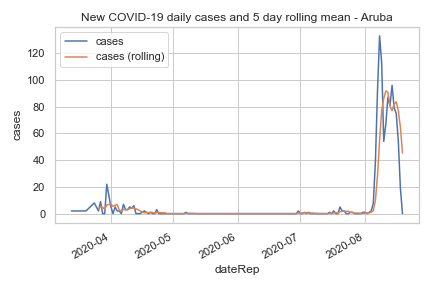 New COVID-19 daily cases and 5 day rolling mean - Aruba
cases
cases (rolling)
120
100
80
60
40
20
0
cases
2020-04
2020-05
2020-06
2020-07
2020-08
dateRep